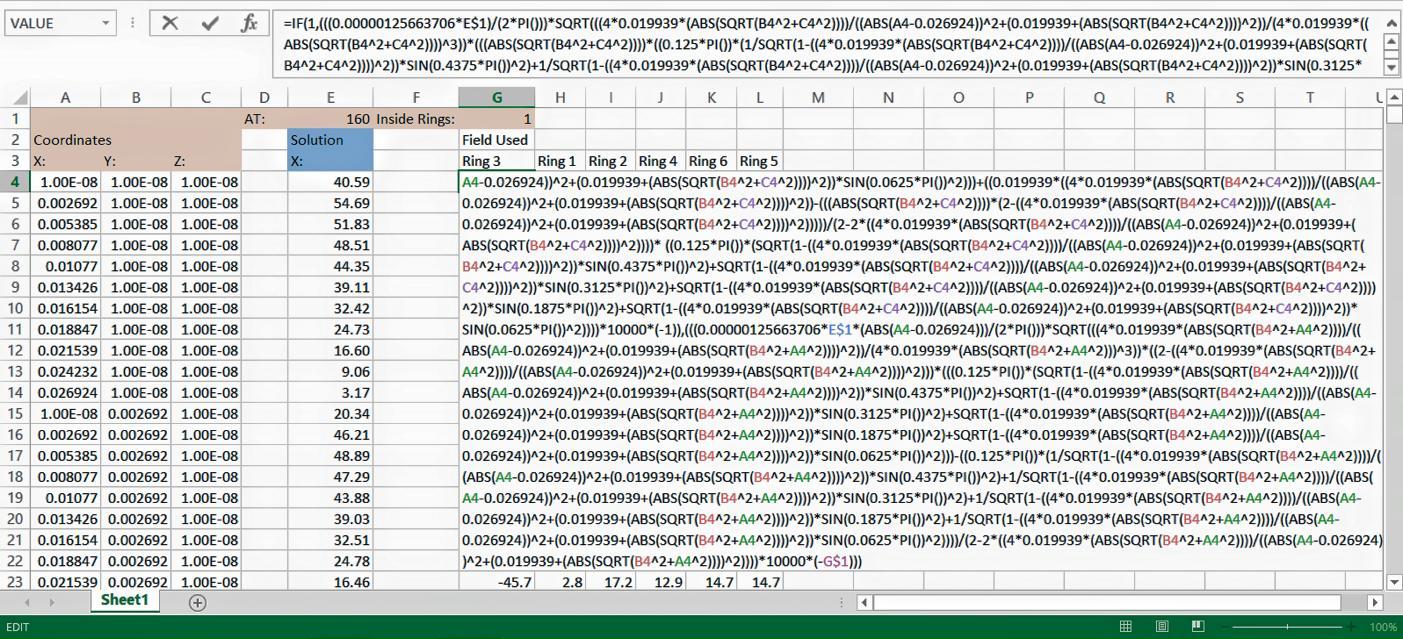 VALUE
=IF(1,(((0.00000125663706*E$1)/(2*PI()))*SQRT(((4*0.019939*(ABS(SQRT(B4^2+C4^2))))/((ABS(A4-0.026924))^2+(0.019939+(ABS(SQRT(B4^2+C4^2))))^2))/(4*0.019939*((
ABS(SQRT(B4^2+C4^2))))^3))*(((ABS(SQRT(B4^2+C4^2))))*((0.125*PI())*(1/SQRT(1-((4*0.019939*(ABS(SQRT(B4^2+C4^2))))/((ABS(A4-0.026924))^2+(0.019939+(ABS(SQRT(
B4^2+C4^2))))^2))*SIN(0.4375*PI())^2)+1/SQRT(1-((4*0.019939*(ABS(SQRT(B4^2+C4^2))))/((ABS(A4-0.026924))^2+(0.019939+(ABS(SQRT(B4^2+C4^2))))^2))*SIN(0.3125*
A B C D E F G H I J K L M N O P Q R S T U
1 AT: 160 Inside Rings: 1
2 Coordinates Solution Field Used
3 X: Y: Z: X: Ring 3 Ring 1 Ring 2 Ring 4 Ring 6 Ring 5
4 1.00E-08 1.00E-08 1.00E-08 40.59 A4-0.026924))^2+(0.019939+(ABS(SQRT(B4^2+C4^2))))^2))*SIN(0.0625*PI())^2)))+((0.019939*((4*0.019939*(ABS(SQRT(B4^2+C4^2))))/((ABS(A4-
5 0.002692 1.00E-08 1.00E-08 54.69 0.026924))^2+(0.019939+(ABS(SQRT(B4^2+C4^2))))^2))-(((ABS(SQRT(B4^2+C4^2))))*(2-((4*0.019939*(ABS(SQRT(B4^2+C4^2))))/((ABS(A4-
6 0.005385 1.00E-08 1.00E-08 51.83 0.026924))^2+(0.019939+(ABS(SQRT(B4^2+C4^2))))^2)))))/(2-2*((4*0.019939*(ABS(SQRT(B4^2+C4^2))))/((ABS(A4-0.026924))^2+(0.019939+(
7 0.008077 1.00E-08 1.00E-08 48.51 ABS(SQRT(B4^2+C4^2))))^2))))* ((0.125*PI())*(SQRT(1-((4*0.019939*(ABS(SQRT(B4^2+C4^2))))/((ABS(A4-0.026924))^2+(0.019939+(ABS(SQRT(
8 0.01077 1.00E-08 1.00E-08 44.35 B4^2+C4^2))))^2))*SIN(0.4375*PI())^2)+SQRT(1-((4*0.019939*(ABS(SQRT(B4^2+C4^2))))/((ABS(A4-0.026924))^2+(0.019939+(ABS(SQRT(B4^2+
9 0.013426 1.00E-08 1.00E-08 39.11 C4^2))))^2))*SIN(0.3125*PI())^2)+SQRT(1-((4*0.019939*(ABS(SQRT(B4^2+C4^2))))/((ABS(A4-0.026924))^2+(0.019939+(ABS(SQRT(B4^2+C4^2))))
10 0.016154 1.00E-08 1.00E-08 32.42 ^2))*SIN(0.1875*PI())^2)+SQRT(1-((4*0.019939*(ABS(SQRT(B4^2+C4^2))))/((ABS(A4-0.026924))^2+(0.019939+(ABS(SQRT(B4^2+C4^2))))^2))*
11 0.018847 1.00E-08 1.00E-08 24.73 SIN(0.0625*PI())^2))))*10000*(-1)),(((0.00000125663706*E$1*(ABS(A4-0.026924)))/(2*PI()))*SQRT(((4*0.019939*(ABS(SQRT(B4^2+A4^2))))/((
12 0.021539 1.00E-08 1.00E-08 16.60 ABS(A4-0.026924))^2+(0.019939+(ABS(SQRT(B4^2+A4^2))))^2))/(4*0.019939*(ABS(SQRT(B4^2+A4^2)))^3))*((2-((4*0.019939*(ABS(SQRT(B4^2+
13 0.024232 1.00E-08 1.00E-08 9.06 A4^2))))/((ABS(A4-0.026924))^2+(0.019939+(ABS(SQRT(B4^2+A4^2))))^2)))*(((0.125*PI())*(SQRT(1-((4*0.019939*(ABS(SQRT(B4^2+A4^2))))/((
14 0.026924 1.00E-08 1.00E-08 3.17 ABS(A4-0.026924))^2+(0.019939+(ABS(SQRT(B4^2+A4^2))))^2))*SIN(0.4375*PI())^2)+SQRT(1-((4*0.019939*(ABS(SQRT(B4^2+A4^2))))/((ABS(A4-
15 1.00E-08 0.002692 1.00E-08 20.34 0.026924))^2+(0.019939+(ABS(SQRT(B4^2+A4^2))))^2))*SIN(0.3125*PI())^2)+SQRT(1-((4*0.019939*(ABS(SQRT(B4^2+A4^2))))/((ABS(A4-
16 0.002692 0.002692 1.00E-08 46.21 0.026924))^2+(0.019939+(ABS(SQRT(B4^2+A4^2))))^2))*SIN(0.1875*PI())^2)+SQRT(1-((4*0.019939*(ABS(SQRT(B4^2+A4^2))))/((ABS(A4-
17 0.005385 0.002692 1.00E-08 48.89 0.026924))^2+(0.019939+(ABS(SQRT(B4^2+A4^2))))^2))*SIN(0.0625*PI())^2)))-((0.125*PI())*(1/SQRT(1-((4*0.019939*(ABS(SQRT(B4^2+A4^2))))/(
18 0.008077 0.002692 1.00E-08 47.29 (ABS(A4-0.026924))^2+(0.019939+(ABS(SQRT(B4^2+A4^2))))^2))*SIN(0.4375*PI())^2)+1/SQRT(1-((4*0.019939*(ABS(SQRT(B4^2+A4^2))))/((ABS(
19 0.01077 0.002692 1.00E-08 43.88 A4-0.026924))^2+(0.019939+(ABS(SQRT(B4^2+A4^2))))^2))*SIN(0.3125*PI())^2)+1/SQRT(1-((4*0.019939*(ABS(SQRT(B4^2+A4^2))))/((ABS(A4-
20 0.013426 0.002692 1.00E-08 39.03 0.026924))^2+(0.019939+(ABS(SQRT(B4^2+A4^2))))^2))*SIN(0.1875*PI())^2)+1/SQRT(1-((4*0.019939*(ABS(SQRT(B4^2+A4^2))))/((ABS(A4-
21 0.016154 0.002692 1.00E-08 32.51 0.026924))^2+(0.019939+(ABS(SQRT(B4^2+A4^2))))^2))*SIN(0.0625*PI())^2))))/(2-2*((4*0.019939*(ABS(SQRT(B4^2+A4^2))))/((ABS(A4-0.026924)
22 0.018847 0.002692 1.00E-08 24.78 )^2+(0.019939+(ABS(SQRT(B4^2+A4^2))))^2))))*10000*(-G$1)))
23 0.021539 0.002692 1.00E-08 16.46 -45.7 2.8 17.2 12.9 14.7 14.7
Sheet1
EDIT 100%